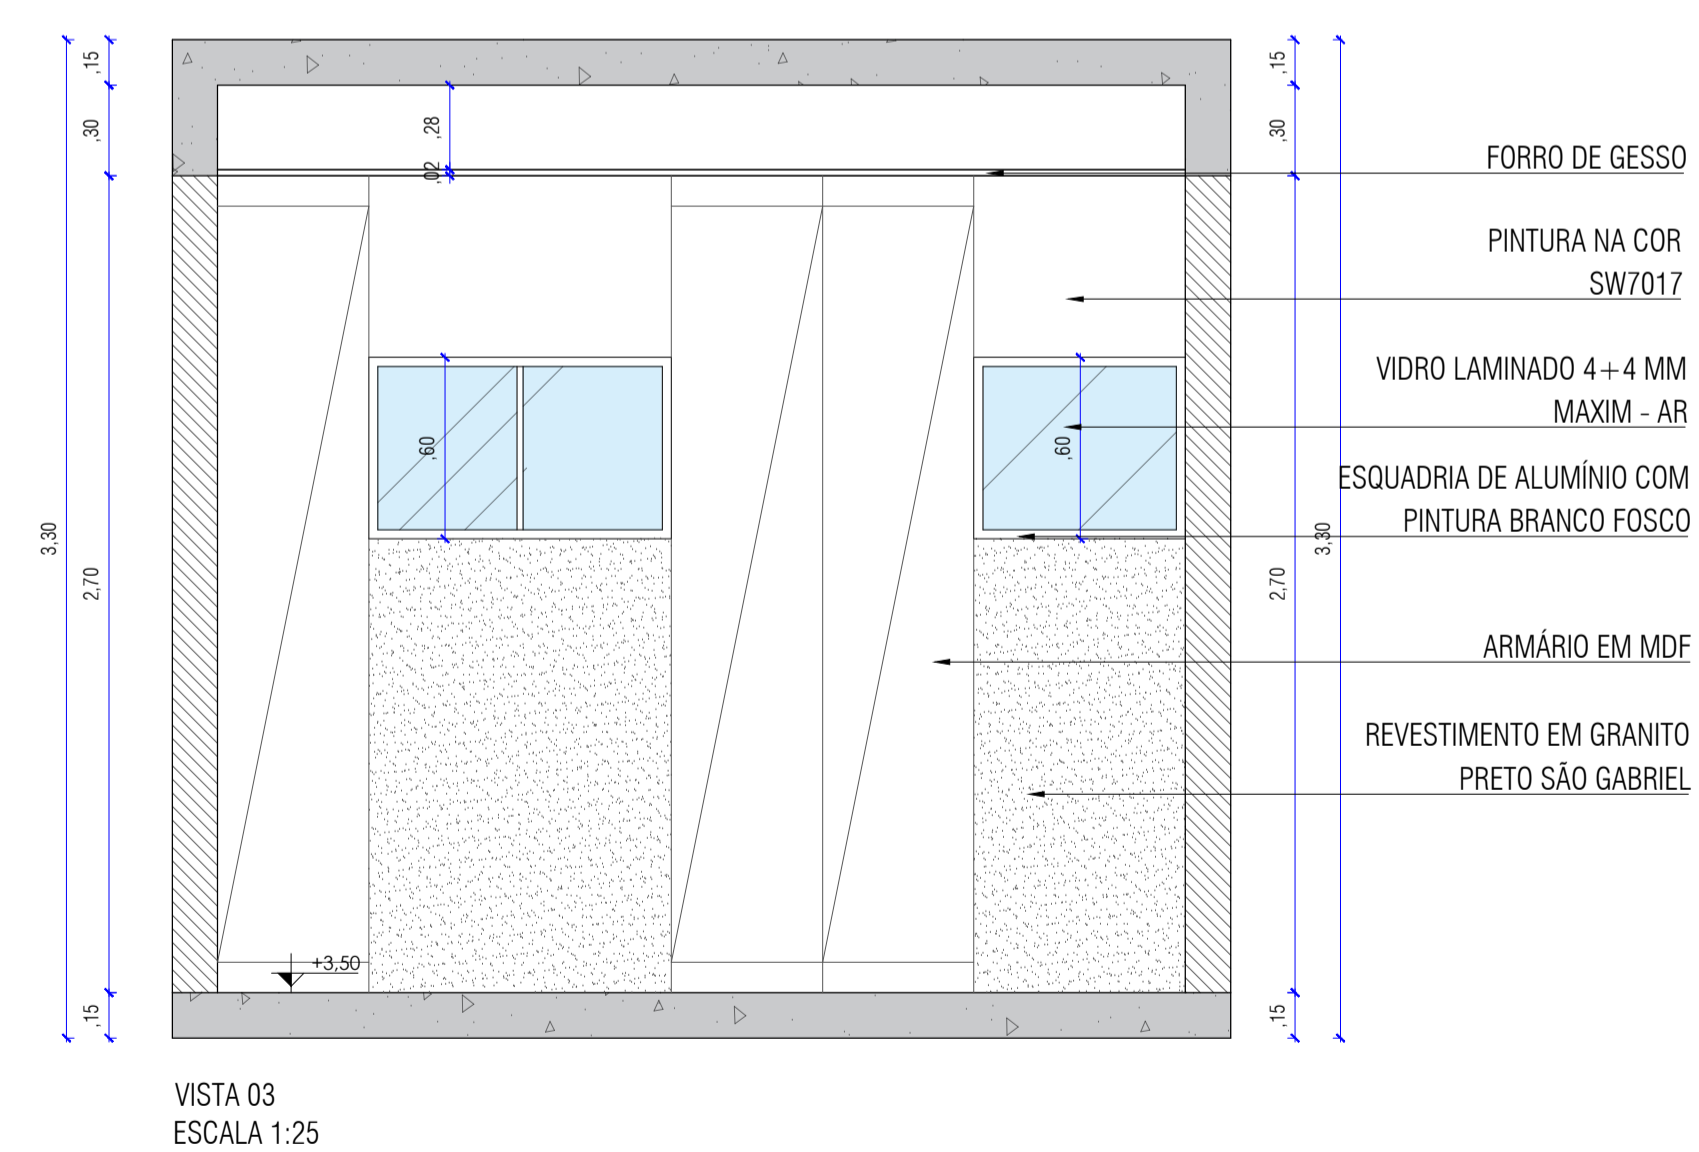 ,15
,30
,28
,02
,15
,30
FORRO DE GESSO
PINTURA NA COR
SW7017
VIDRO LAMINADO 4+4 MM
MAXIM - AR
,60
,60
ESQUADRIA DE ALUMÍNIO COM
PINTURA BRANCO FOSCO
3,30
2,70
2,70
3,30
ARMÁRIO EM MDF
REVESTIMENTO EM GRANITO
PRETO SÃO GABRIEL
+3,50
,15
,15
VISTA 03
ESCALA 1:25